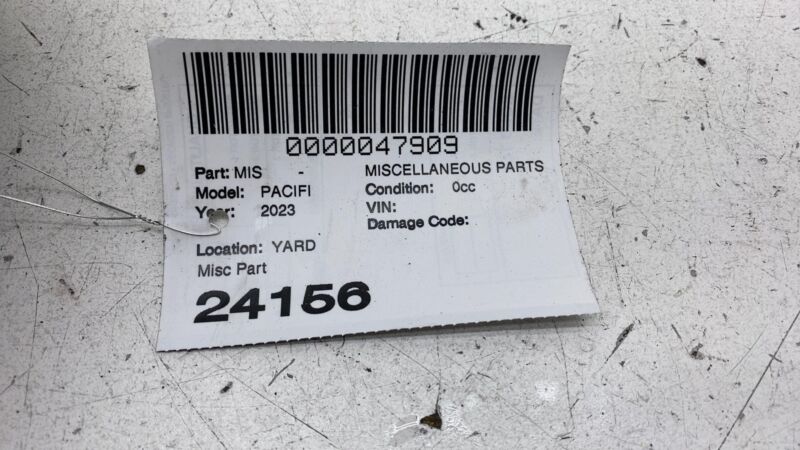 0000047909
Part: MIS - MISCELLANEOUS PARTS
Model: PACIFI Condition: 0cc
Year: 2023 VIN:
Damage Code:
Location: YARD
Misc Part
24156